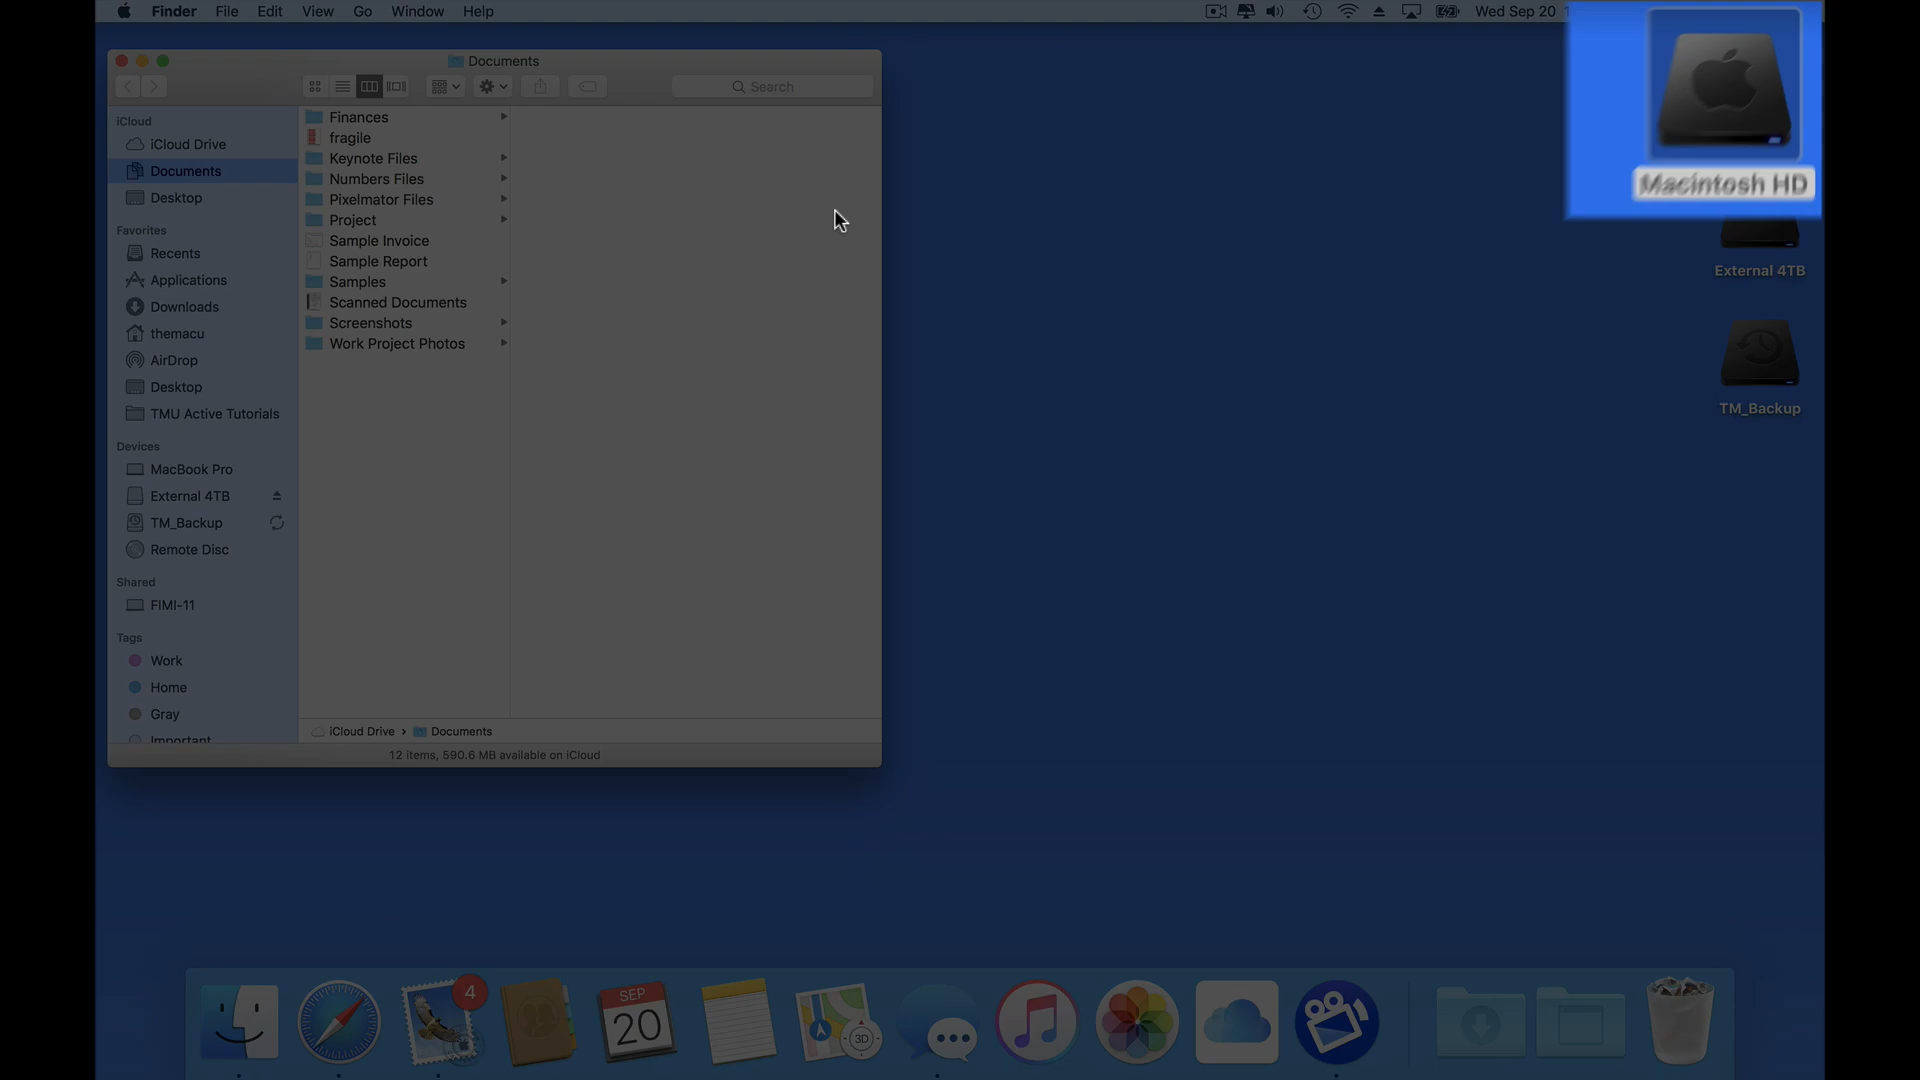 Finder File Edit View Go Window Help
Wed Sep 20
Documents
Search
iCloud
iCloud Drive
Documents
Desktop
Favorites
Recents
Applications
Downloads
themacu
AirDrop
Desktop
TMU Active Tutorials
Devices
MacBook Pro
External 4TB
TM_Backup
Remote Disc
Shared
FIMI-11
Tags
Work
Home
Gray
Important
Finances
fragile
Keynote Files
Numbers Files
Pixelmator Files
Project
Sample Invoice
Sample Report
Samples
Scanned Documents
Screenshots
Work Project Photos
iCloud Drive › Documents
12 items, 590.6 MB available on iCloud
Macintosh HD
External 4TB
TM_Backup
4
SEP
20
3D